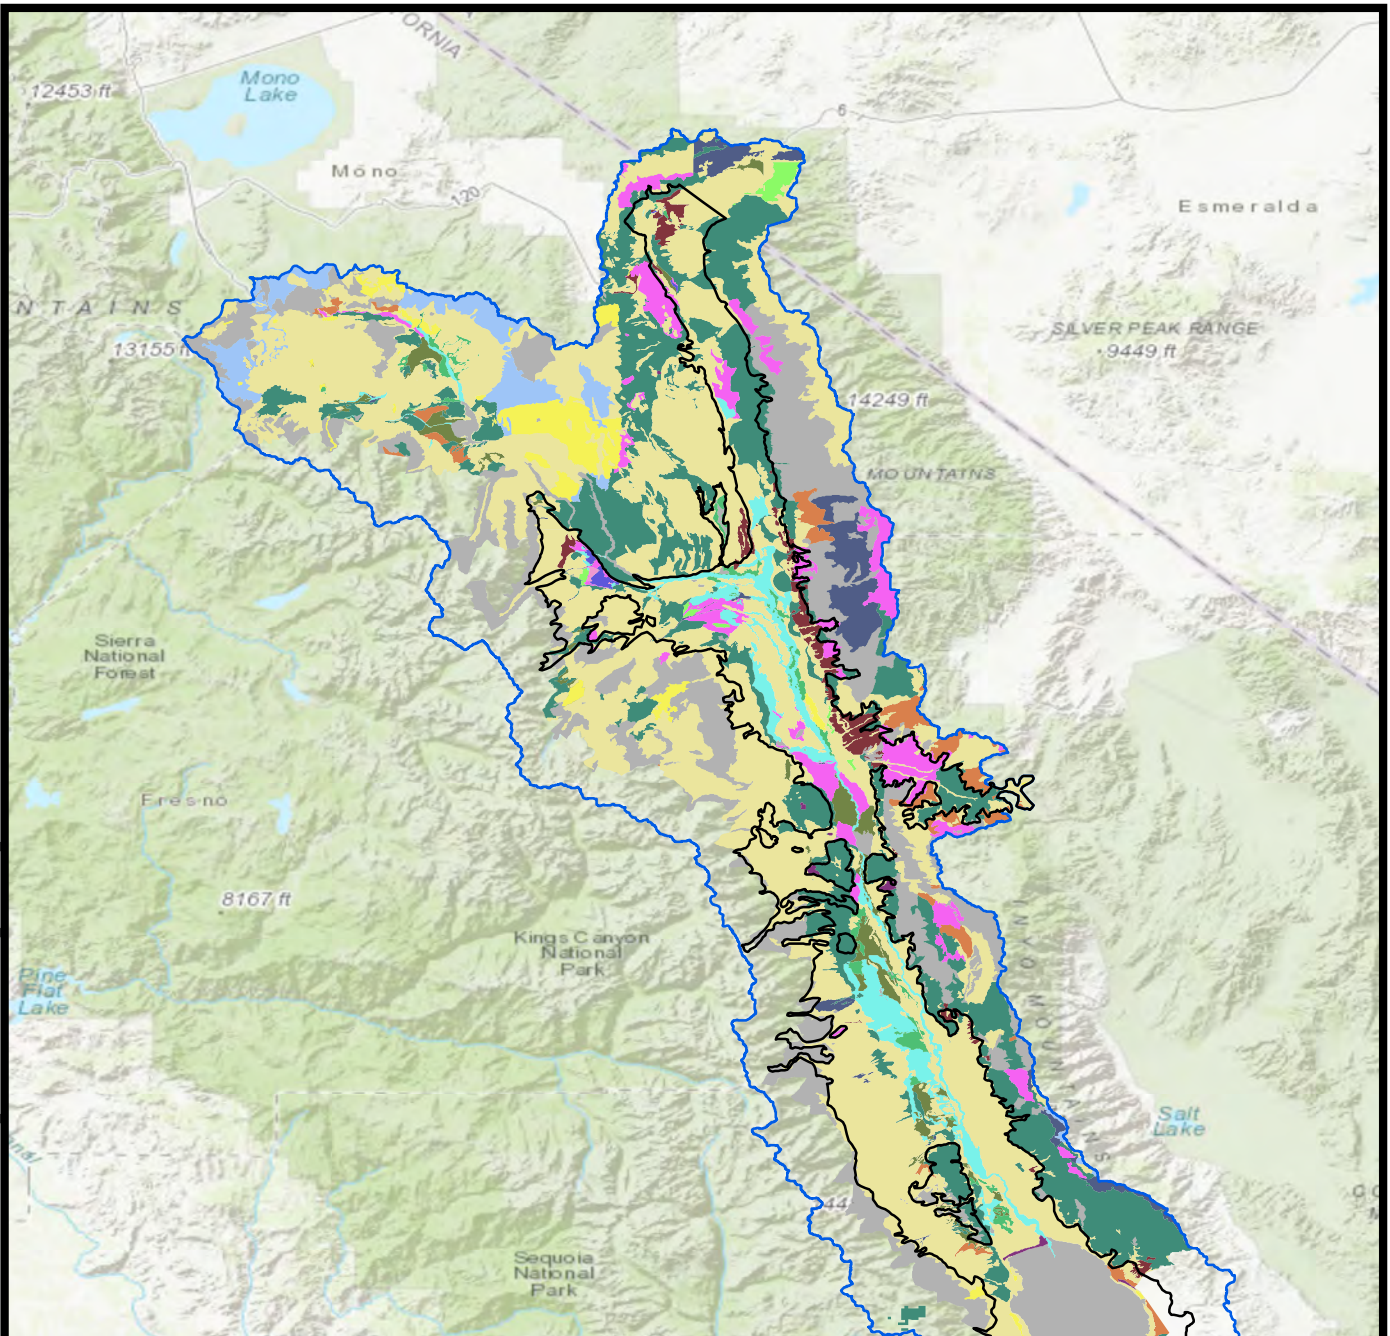 ORNIA
Mono
Lake
12453 ft
6
Mono
120
Esmeralda
NTAINS
SILVER PEAK RANGE
9449 ft
13155 ft
14249 ft
MOUNTAINS
Sierra
National
Forest
Fresno
8167 ft
Kings Canyon
National
Park
INYO MOUNTAINS
Pine
Flat
Lake
Salt
Lake
44
Sequoia
National
Park